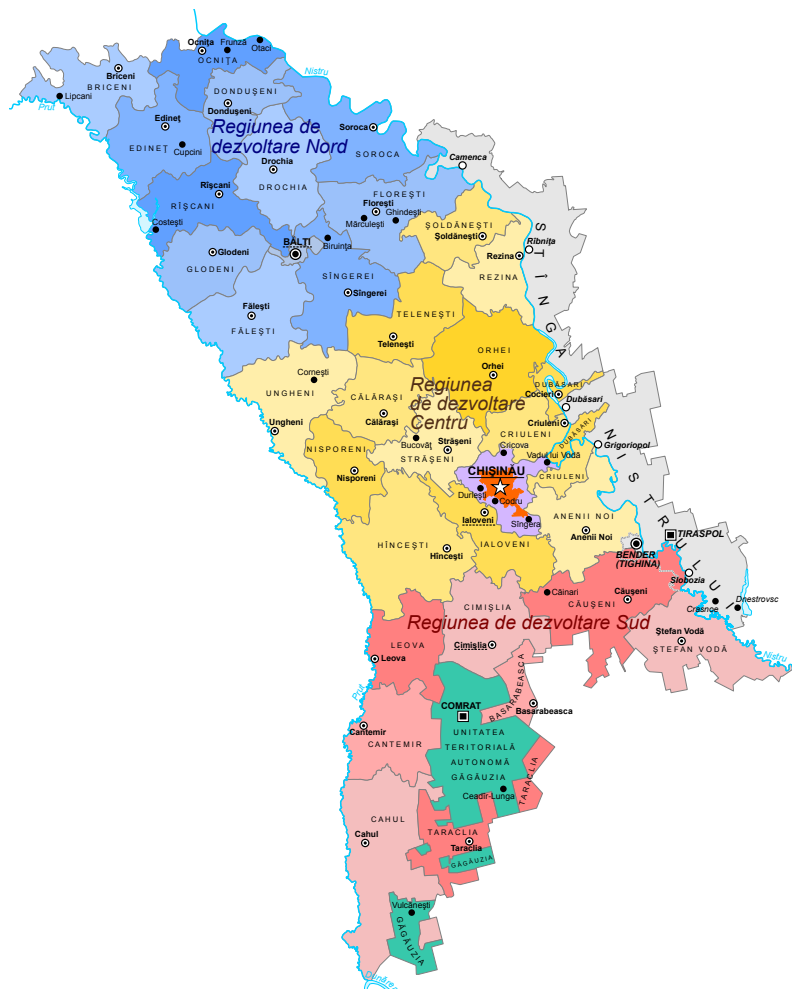 Ocnița
Frunză
Otaci
OCNIȚA
Nistru
Briceni
BRICENI
Lipcani
Prut
DONDUȘENI
Dondușeni
Edineț
EDINEȚ
Cupcini
Regiunea de
dezvoltare Nord
Soroca
SOROCA
Camenca
Drochia
DROCHIA
Rîșcani
RÎȘCANI
FLOREȘTI
Florești
Mărculești
Ghindești
Costești
BĂLȚI
Biruința
Glodeni
GLODENI
ȘOLDĂNEȘTI
Șoldănești
Rezina
REZINA
Rîbnița
STÎNGA
SÎNGEREI
Sîngerei
Fălești
FĂLEȘTI
TELENEȘTI
Telenești
ORHEI
Orhei
Cornești
UNGHENI
Ungheni
CĂLĂRAȘI
Călărași
Regiunea
de dezvoltare
Centru
DUBĂSARI
Cocieri
Dubăsari
Criuleni
CRIULENI
DUBĂSARI
NISTRULUI
Grigoriopol
Bucovăț
Strășeni
STRĂȘENI
Cricova
Vadul lui Vodă
CRIULENI
NISPORENI
Nisporeni
CHIȘINĂU
Durlești
Codru
Sîngera
Ialoveni
IALOVENI
ANENII NOI
Anenii Noi
HÎNCEȘTI
Hîncești
BENDER
(TIGHINA)
TIRASPOL
Slobozia
Crasnoe
Dnestrovsc
Căinari
Căușeni
CĂUȘENI
CIMIȘLIA
Regiunea de dezvoltare Sud
Cimișlia
Ștefan Vodă
ȘTEFAN VODĂ
Nistru
LEOVA
Leova
Prut
BASARABEASCA
Basarabeasca
COMRAT
Cantemir
CANTEMIR
UNITATEA
TERITORIALĂ
AUTONOMĂ
GĂGĂUZIA
Ceadîr-Lunga
TARACLIA
CAHUL
Cahul
TARACLIA
Taraclia
GĂGĂUZIA
Vulcănești
GĂGĂUZIA
Dunărea